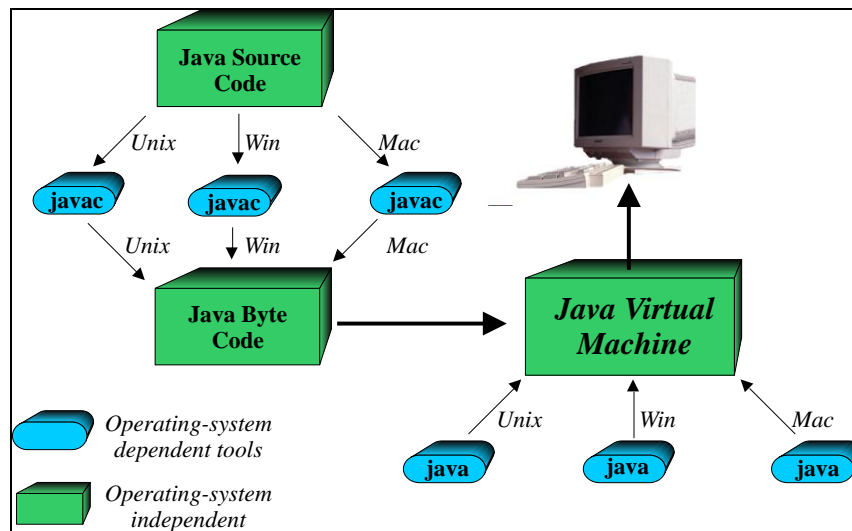 Java Source
Code
Unix
Win
Mac
javac
javac
javac
Unix
Win
Mac
Java Byte
Code
Java Virtual
Machine
Unix
Win
Mac
java
java
java
Operating-system
dependent tools
Operating-system
independent